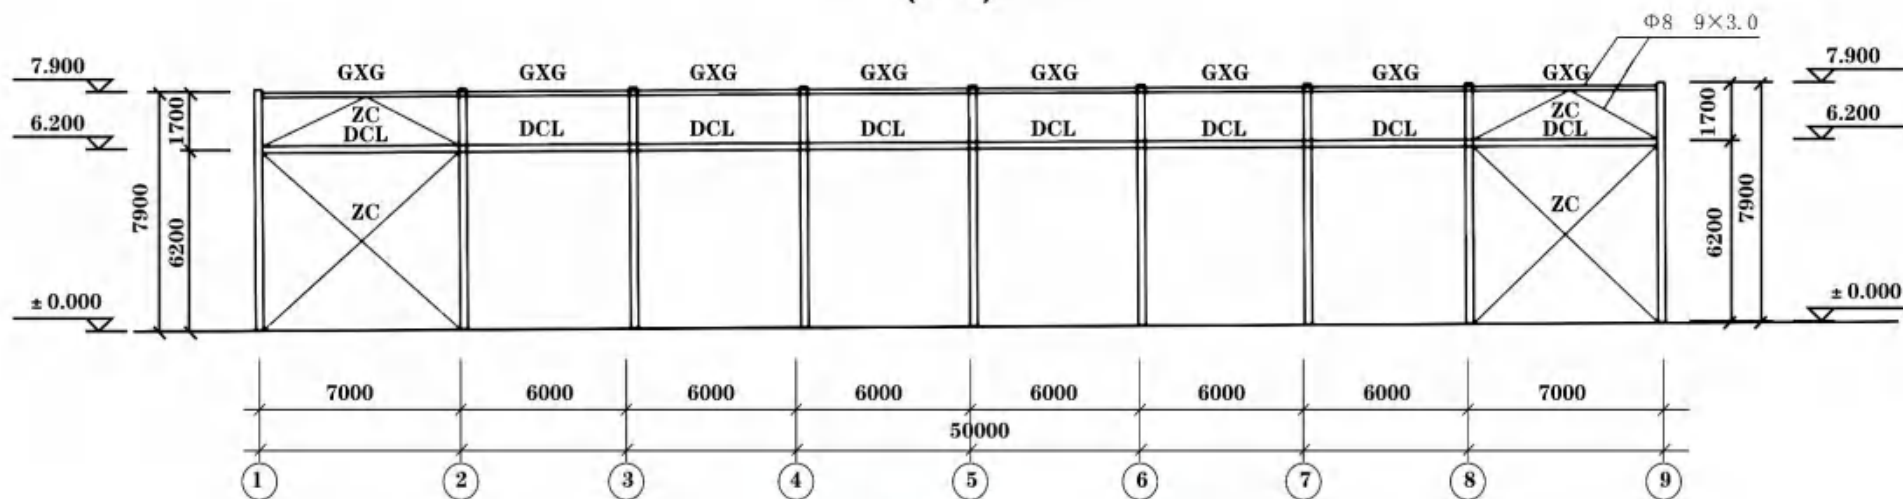 Φ8 9×3.0
7.900
GXG GXG GXG GXG GXG GXG GXG GXG
7.900
1700
ZC
DCL DCL DCL DCL DCL DCL DCL
ZC
DCL
1700
6.200
6.200
7900
6200
ZC
ZC
6200
7900
± 0.000
± 0.000
7000 6000 6000 6000 6000 6000 6000 7000
50000
1 2 3 4 5 6 7 8 9